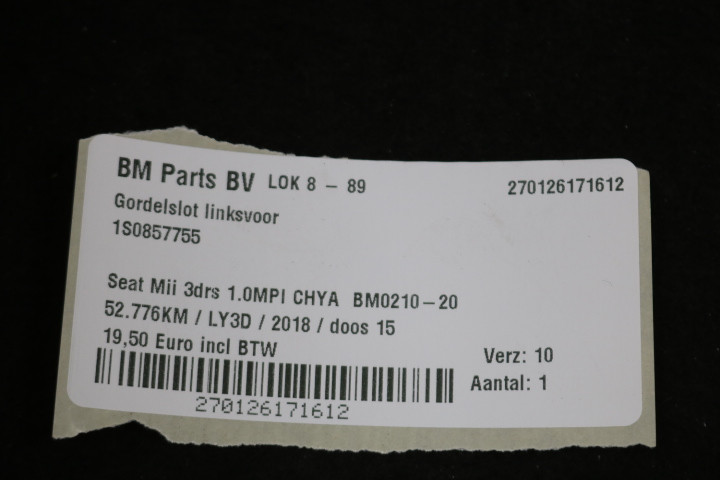 BM Parts BV LOK 8 - 89 270126171612
Gordelslot linksvoor
1S0857755
Seat Mii 3drs 1.0MPI CHYA BM0210-20
52.776KM / LY3D / 2018 / doos 15
19,50 Euro incl BTW Verz: 10
Aantal: 1
270126171612